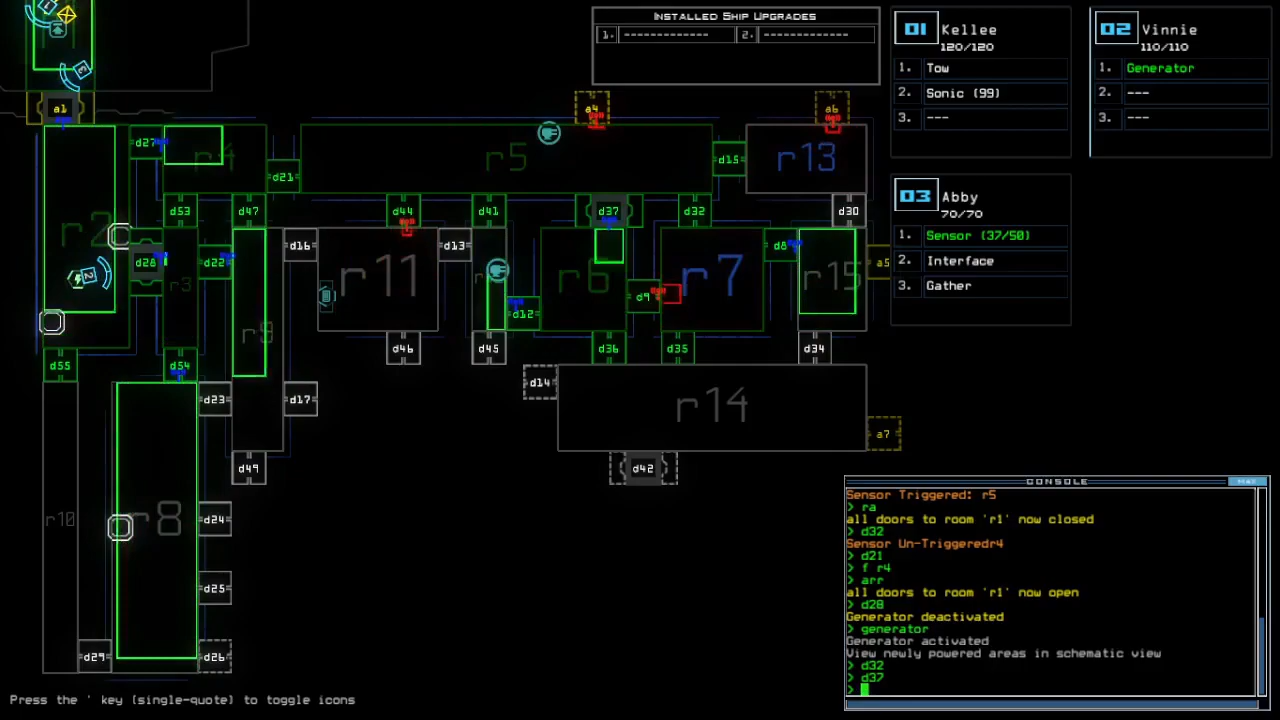 Installed Ship Upgrades
1. ------------- 2. -------------
01 Kellee
120/120
1. Tow
2. Sonic (99)
3. ---
02 Vinnie
110/110
1. Generator
2. ---
3. ---
03 Abby
70/70
1. Sensor (37/50)
2. Interface
3. Gather
a1
a4
a6
d27
r4
r5
d15
r13
d21
d53
d47
d44
d41
d37
d32
d30
r2
d28
d22
r3
d16
r11
d13
r6
r7
d8
r15
a5
2
r9
d12
d9
d55
d54
d46
d45
d36
d35
d34
d23
d17
d14
r14
a7
d49
d42
r10
r8
d24
d25
d29
d26
CONSOLE
MAX
Sensor Triggered: r5
> ra
all doors to room 'r1' now closed
> d32
Sensor Un-Triggeredr4
> d21
> f r4
> arr
all doors to room 'r1' now open
> d28
Generator deactivated
> generator
Generator activated
View newly powered areas in schematic view
> d32
> d37
>
Press the ' key (single-quote) to toggle icons